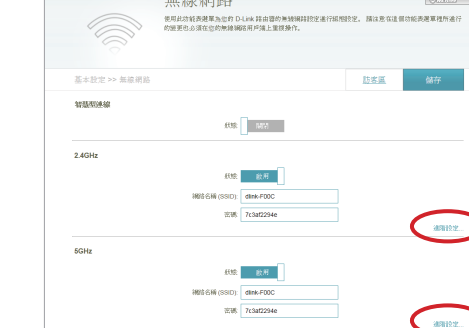 無線網路
使用此功能表選單為您的 D-Link 路由器的無線網路設定進行組態設定。 請注意在這個功能表選單裡所進行
的變更也必須在您的無線網路用戶端上重複操作。
基本設定 >> 無線網路
訪客區
儲存
智慧型連線
狀態: 關閉
2.4GHz
狀態: 啟用
網路名稱 (SSID): dlink-F00C
密碼: 7c3af2294e
進階設定...
5GHz
狀態: 啟用
網路名稱 (SSID): dlink-F00C
密碼: 7c3af2294e
進階設定...